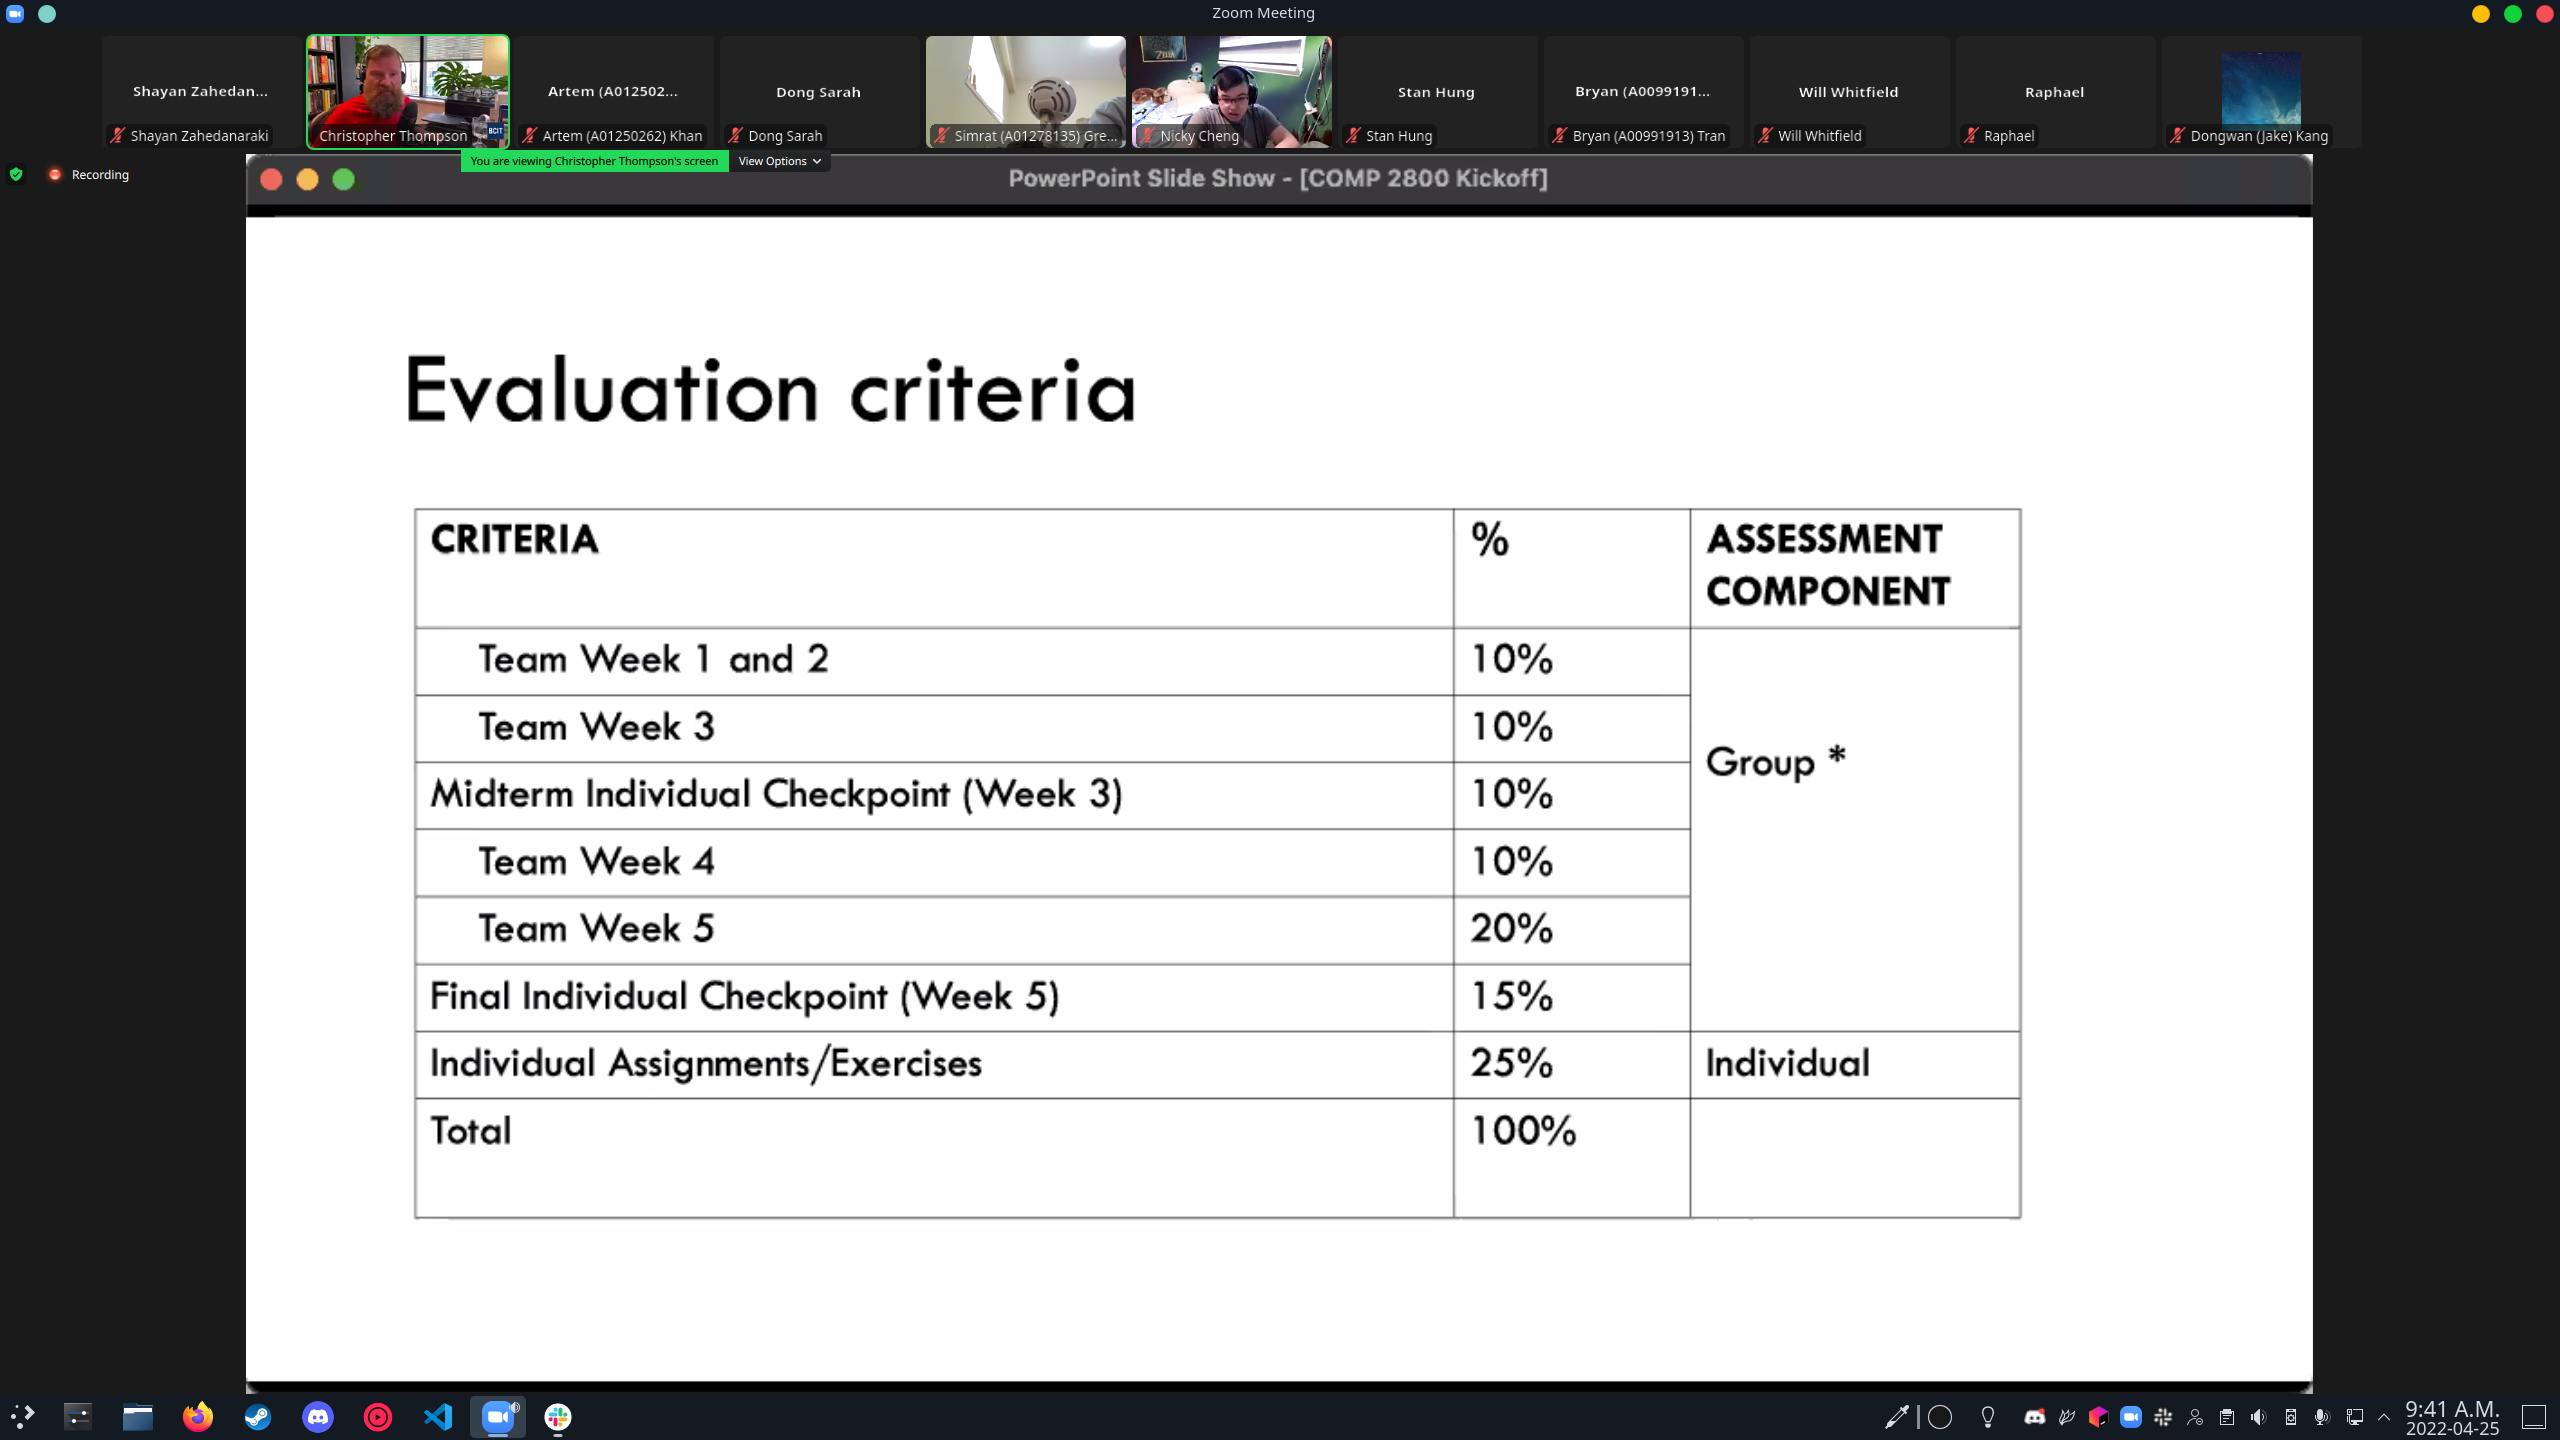 Zoom Meeting
Shayan Zahedan...
Artem (A012502...
Dong Sarah
Stan Hung
Bryan (A0099191...
Will Whitfield
Raphael
Shayan Zahedanaraki
Christopher Thompson
BCIT
Artem (A01250262) Khan
Dong Sarah
Simrat (A01278135) Gre...
Nicky Cheng
Stan Hung
Bryan (A00991913) Tran
Will Whitfield
Raphael
Dongwan (Jake) Kang
You are viewing Christopher Thompson's screen
View Options
Recording
PowerPoint Slide Show - [COMP 2800 Kickoff]
Evaluation criteria
CRITERIA % ASSESSMENT
COMPONENT
Team Week 1 and 2 10%
Team Week 3 10%
Group *
Midterm Individual Checkpoint (Week 3) 10%
Team Week 4 10%
Team Week 5 20%
Final Individual Checkpoint (Week 5) 15%
Individual Assignments/Exercises 25% Individual
Total 100%
9:41 A.M.
2022-04-25